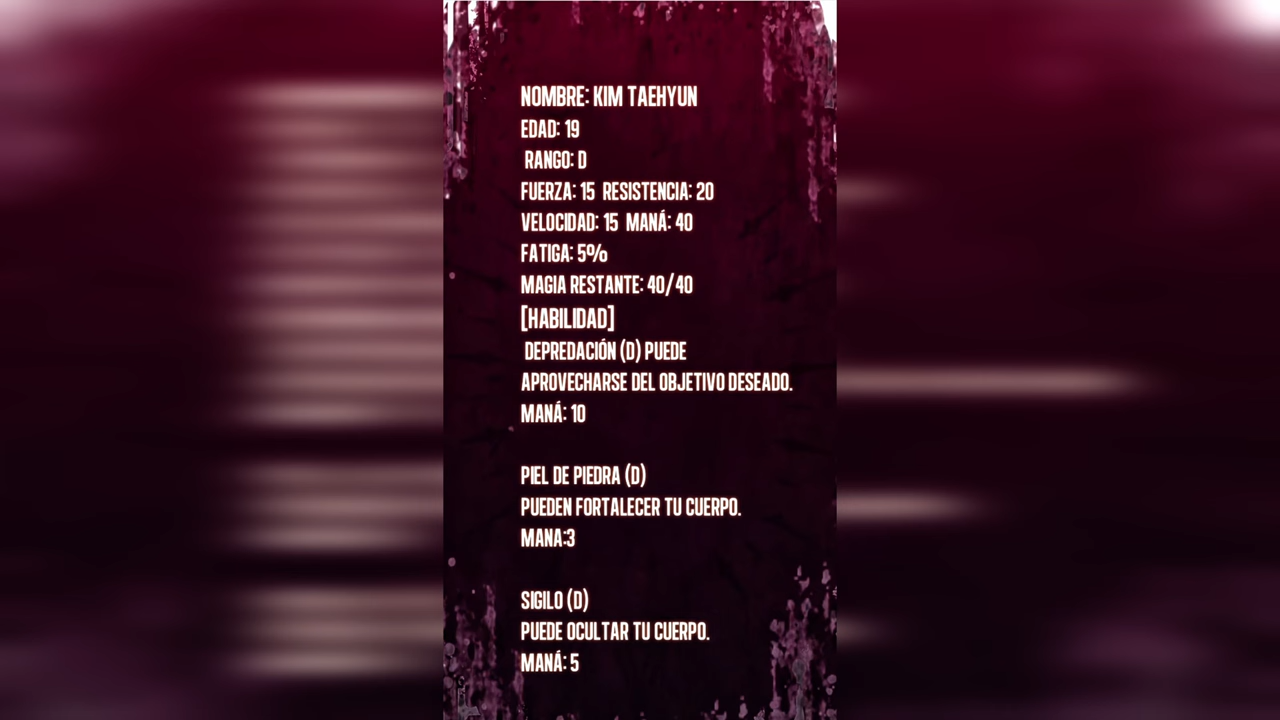 NOMBRE: KIM TAEHYUN
EDAD: 19
RANGO: D
FUERZA: 15 RESISTENCIA: 20
VELOCIDAD: 15 MANÁ: 40
FATIGA: 5%
MAGIA RESTANTE: 40/40
[HABILIDAD]
DEPREDACIÓN (D) PUEDE
APROVECHARSE DEL OBJETIVO DESEADO.
MANÁ: 10
PIEL DE PIEDRA (D)
PUEDEN FORTALECER TU CUERPO.
MANA:3
SIGILO (D)
PUEDE OCULTAR TU CUERPO.
MANÁ: 5